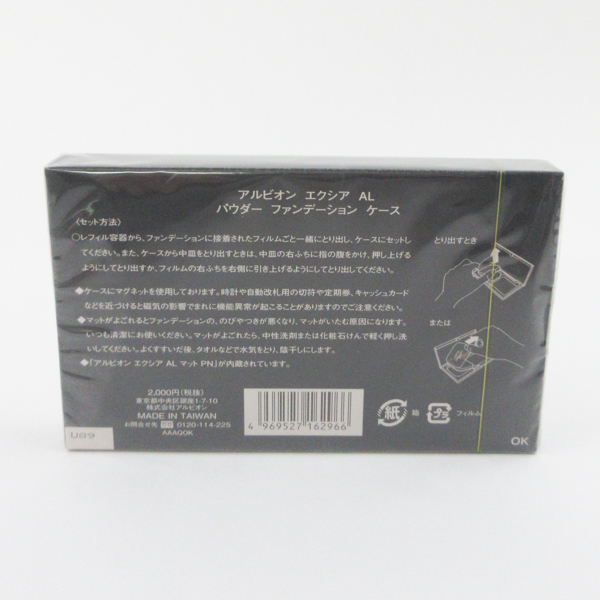 アルビオン エクシア AL
パウダー ファンデーション ケース
〈セット方法〉
○レフィル容器から、ファンデーションに接着されたフィルムごと一緒にとり出し、ケースにセット
してください。また、ケースから中皿をとり出すときは、中皿の右ふちに指の腹をかけ、押し上げる
ようにしてとり出すか、フィルムの右ふちを右側に引き上げるようにしてとり出してください。
とり出すとき
または
◆ケースにマグネットを使用しております。時計や自動改札用の切符や定期券、キャッシュカード
などを近づけると磁気の影響でまれに機能異常が起こることがありますのでご注意ください。
◆マットがよごれるとファンデーションの、のびやつきが悪くなり、マットがいたむ原因になります。
いつも清潔にお使いください。マットがよごれたら、中性洗剤または化粧石けんで軽く押し洗
いしてください。よくすすいだ後、タオルなどで水気をとり、陰干しにします。
◆「アルビオン エクシア AL マット PN」が内蔵されています。
2,000円(税抜)
東京都中央区銀座1-7-10
株式会社アルビオン
MADE IN TAIWAN
お問合せ先 0120-114-225
AAAGOK
4 969527 162966
紙 箱
プラ フィルム
U89
OK